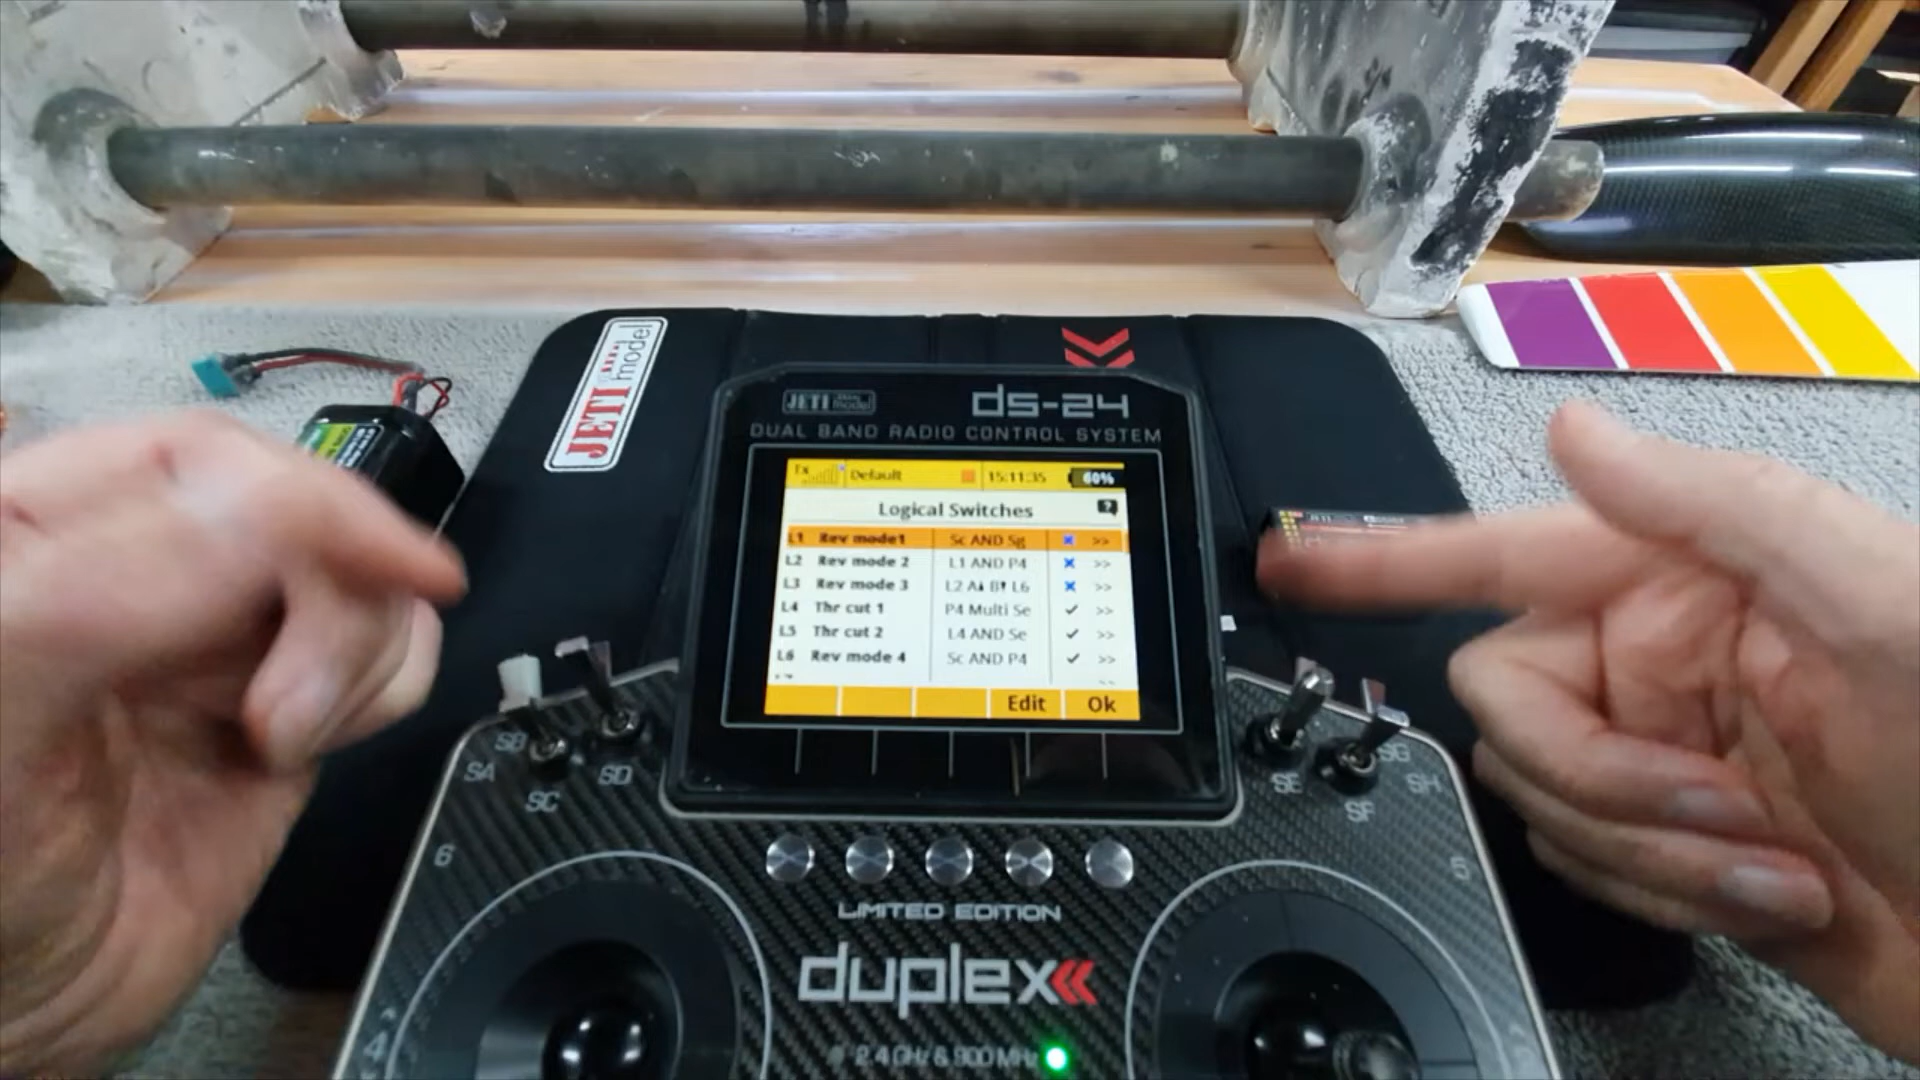 JETI model
JETI model
ds-24
DUAL BAND RADIO CONTROL SYSTEM
Tx Default 15:11:35 60%
Logical Switches ?
L1 Rev mode1 Sc AND Sg >>
L2 Rev mode 2 L1 AND P4 >>
L3 Rev mode 3 L2 A▲ B▼ L6 >>
L4 Thr cut 1 P4 Multi Se ✓ >>
L5 Thr cut 2 L4 AND Se ✓ >>
L6 Rev mode 4 Sc AND P4 ✓ >>
Edit Ok
SB SA SC SD
SE SG SH SF
6 5
LIMITED EDITION
duplex
2.4 GHz & 900 MHz
4